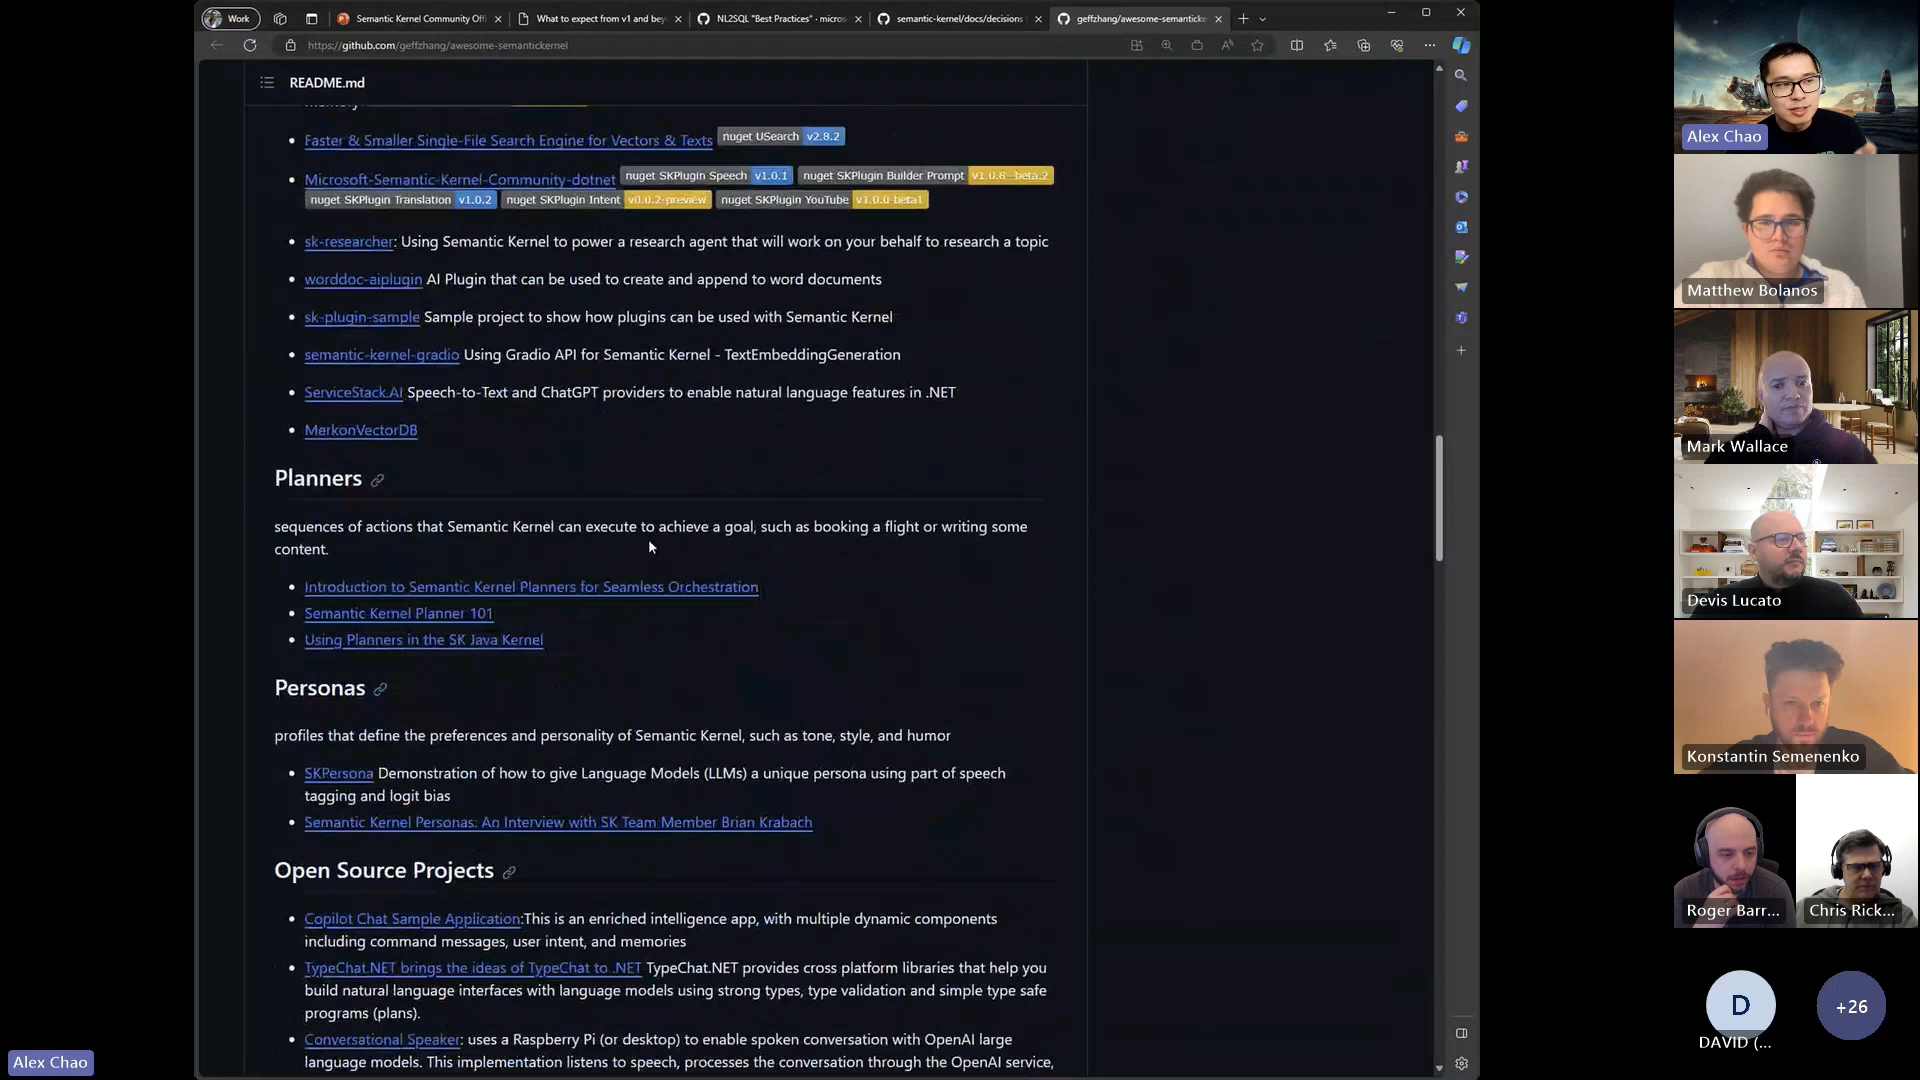 Work
Semantic Kernel Community Offi
What to expect from v1 and bey
NL2SQL "Best Practices" · micros
semantic-kernel/docs/decisions
geffzhang/awesome-semanticke
https://github.com/geffzhang/awesome-semantickernel
README.md
Faster & Smaller Single-File Search Engine for Vectors & Texts nuget USearch v2.8.2
Microsoft-Semantic-Kernel-Community-dotnet nuget SKPlugin Speech v1.0.1 nuget SKPlugin Builder Prompt v1.0.8--beta.2
nuget SKPlugin Translation v1.0.2 nuget SKPlugin Intent v0.0.2-preview nuget SKPlugin YouTube v1.0.0-beta1
sk-researcher: Using Semantic Kernel to power a research agent that will work on your behalf to research a topic
worddoc-aiplugin AI Plugin that can be used to create and append to word documents
sk-plugin-sample Sample project to show how plugins can be used with Semantic Kernel
semantic-kernel-gradio Using Gradio API for Semantic Kernel - TextEmbeddingGeneration
ServiceStack.AI Speech-to-Text and ChatGPT providers to enable natural language features in .NET
MerkonVectorDB
Planners
sequences of actions that Semantic Kernel can execute to achieve a goal, such as booking a flight or writing some
content.
Introduction to Semantic Kernel Planners for Seamless Orchestration
Semantic Kernel Planner 101
Using Planners in the SK Java Kernel
Personas
profiles that define the preferences and personality of Semantic Kernel, such as tone, style, and humor
SKPersona Demonstration of how to give Language Models (LLMs) a unique persona using part of speech
tagging and logit bias
Semantic Kernel Personas: An Interview with SK Team Member Brian Krabach
Open Source Projects
Copilot Chat Sample Application:This is an enriched intelligence app, with multiple dynamic components
including command messages, user intent, and memories
TypeChat.NET brings the ideas of TypeChat to .NET TypeChat.NET provides cross platform libraries that help you
build natural language interfaces with language models using strong types, type validation and simple type safe
programs (plans).
Conversational Speaker: uses a Raspberry Pi (or desktop) to enable spoken conversation with OpenAI large
language models. This implementation listens to speech, processes the conversation through the OpenAI service,
Alex Chao
Matthew Bolanos
Mark Wallace
Devis Lucato
Konstantin Semenenko
Roger Barr...
Chris Rick...
D
DAVID (...
+26
Alex Chao